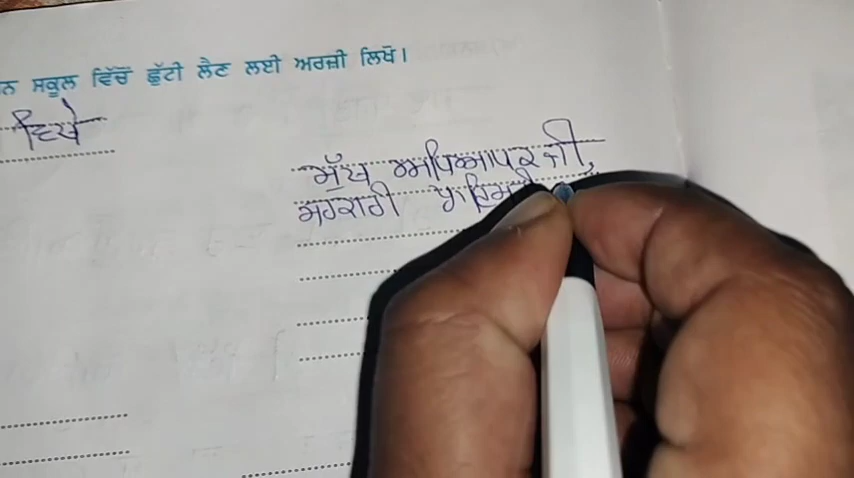 ਨ ਸਕੂਲ ਵਿੱਚੋਂ ਛੁੱਟੀ ਲੈਣ ਲਈ ਅਰਜ਼ੀ ਲਿਖੋ।
ਵਿਖੇ
ਮੁੱਖ ਅਧਿਆਪਕ ਜੀ,
ਸਰਕਾਰੀ